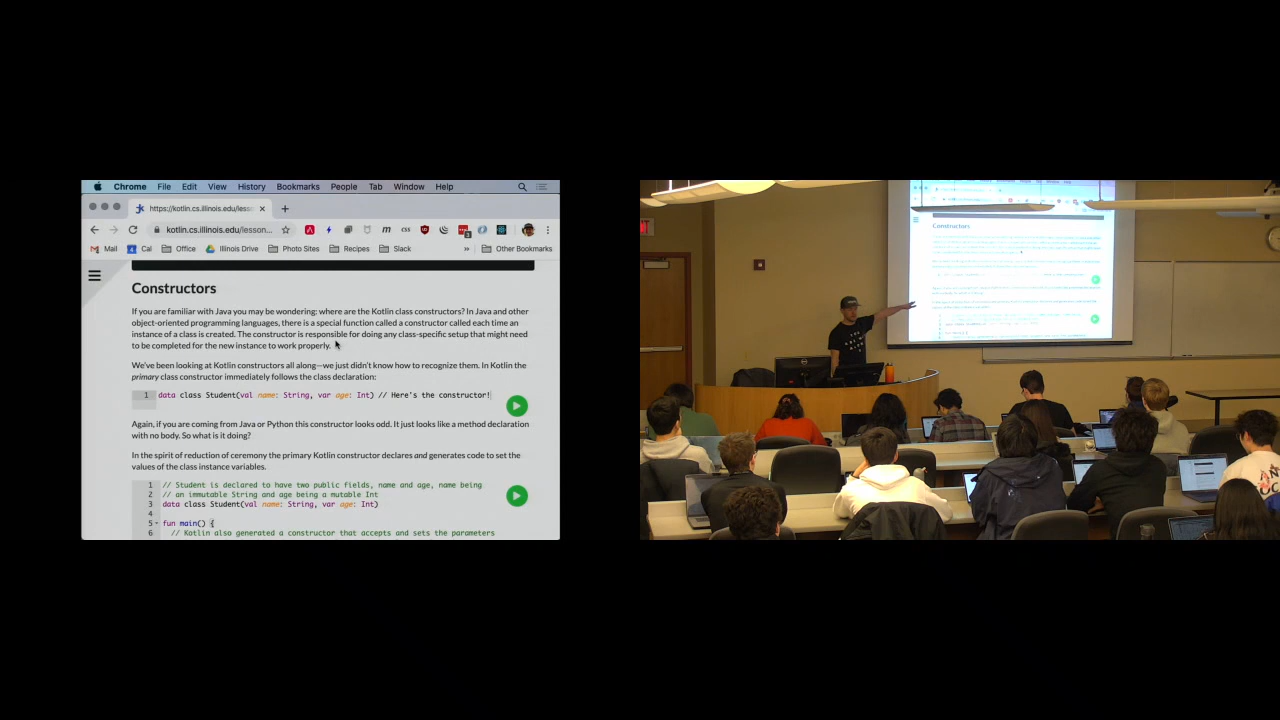 Chrome File Edit View History Bookmarks People Tab Window Help
https://kotlin.cs.illinois.edu/less
kotlin.cs.illinois.edu/lesson...
Mail Cal Office Illinois Drive Photo Sites Recipes Slack » Other Bookmarks
Constructors
If you are familiar with Java you may be wondering: where are the Kotlin class constructors? In Java and other
object-oriented programming languages, there is a special function called a constructor called each time an
instance of a class is created. The constructor is responsible for doing any class-specific setup that might need
to be completed for the new instance to work properly.
We've been looking at Kotlin constructors all along—we just didn't know how to recognize them. In Kotlin the
primary class constructor immediately follows the class declaration:
1 data class Student(val name: String, var age: Int) // Here's the constructor!
Again, if you are coming from Java or Python this constructor looks odd. It just looks like a method declaration
with no body. So what is it doing?
In the spirit of reduction of ceremony the primary Kotlin constructor declares and generates code to set the
values of the class instance variables.
1 // Student is declared to have two public fields, name and age, name being
2 // an immutable String and age being a mutable Int
3 data class Student(val name: String, var age: Int)
4
5 fun main() {
6 // Kotlin also generated a constructor that accepts and sets the parameters
Constructors